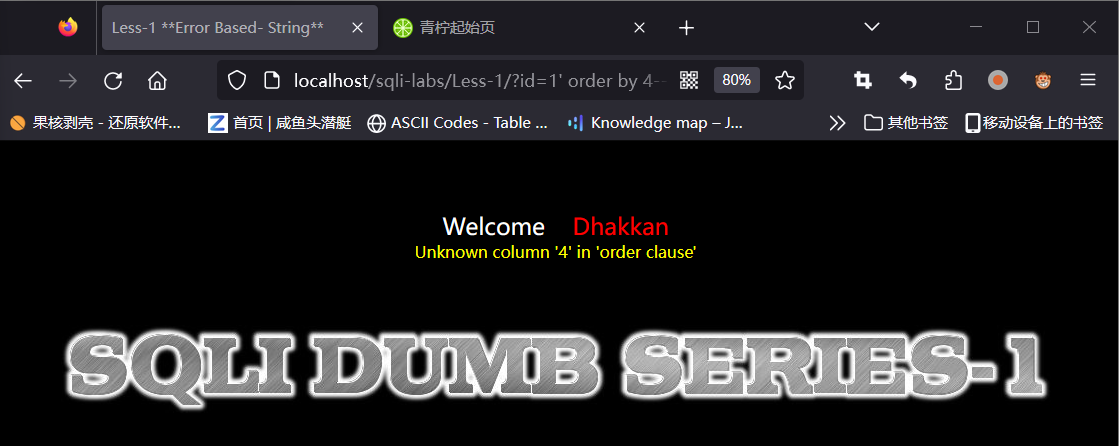 Less-1 **Error Based- String**
青柠起始页
localhost/sqli-labs/Less-1/?id=1' order by 4--
80%
果核剥壳 - 还原软件...
首页 | 咸鱼头潜艇
ASCII Codes - Table ...
Knowledge map – J...
其他书签
移动设备上的书签
Welcome Dhakkan
Unknown column '4' in 'order clause'
SQLI DUMB SERIES-1